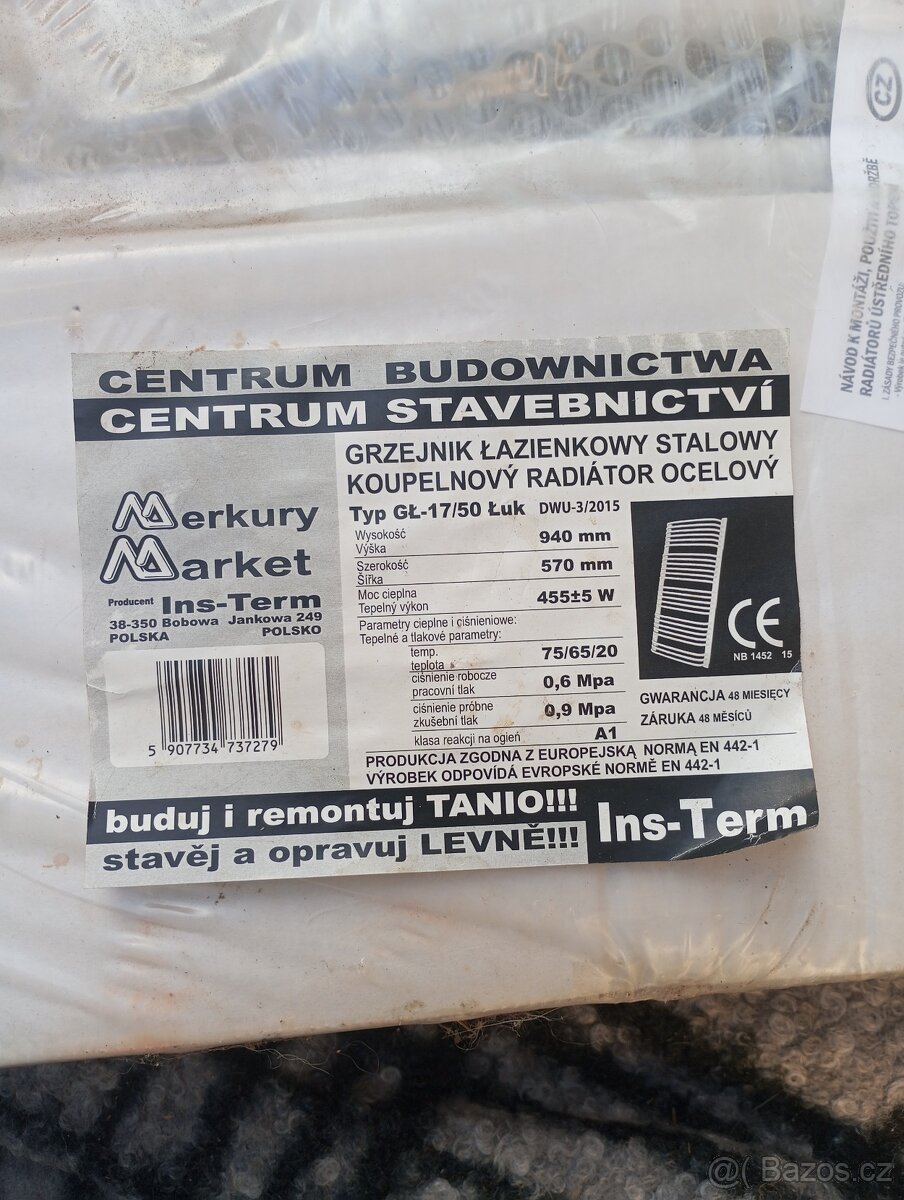 CZ
NÁVOD K MONTÁŽI, POUŽITÍ A
RADIÁTORŮ ÚSTŘEDNÍHO
I. ZÁSADY BEZPEČNÉHO PROVOZU:
CENTRUM BUDOWNICTWA
CENTRUM STAVEBNICTVÍ
Merkury
Market
Producent Ins-Term
38-350 Bobowa Jankowa 249
POLSKA POLSKO
5 907734 737279
GRZEJNIK ŁAZIENKOWY STALOWY
KOUPELNOVÝ RADIÁTOR OCELOVÝ
Typ GŁ-17/50 Łuk DWU-3/2015
Wysokość
Výška 940 mm
Szerokość
Šířka 570 mm
Moc cieplna
Tepelný výkon 455±5 W
Parametry cieplne i ciśnieniowe:
Tepelné a tlakové parametry:
temp.
teplota 75/65/20
ciśnienie robocze
pracovní tlak 0,6 Mpa
ciśnienie próbne
zkušební tlak 0,9 Mpa
klasa reakcji na ogień A1
CE
NB 1452 15
GWARANCJA 48 MIESIĘCY
ZÁRUKA 48 MĚSÍCŮ
PRODUKCJA ZGODNA Z EUROPEJSKĄ NORMĄ EN 442-1
VÝROBEK ODPOVÍDÁ EVROPSKÉ NORMĚ EN 442-1
buduj i remontuj TANIO!!!
stavěj a opravuj LEVNĚ!!!
Ins-Term
@( Bazos.cz